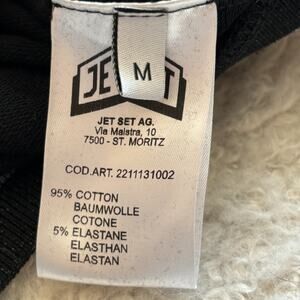 M
JET SET AG.
Via Maistra, 10
7500 - ST. MORITZ
COD.ART. 2211131002
95% COTTON
BAUMWOLLE
COTONE
5% ELASTANE
ELASTHAN
ELASTAN